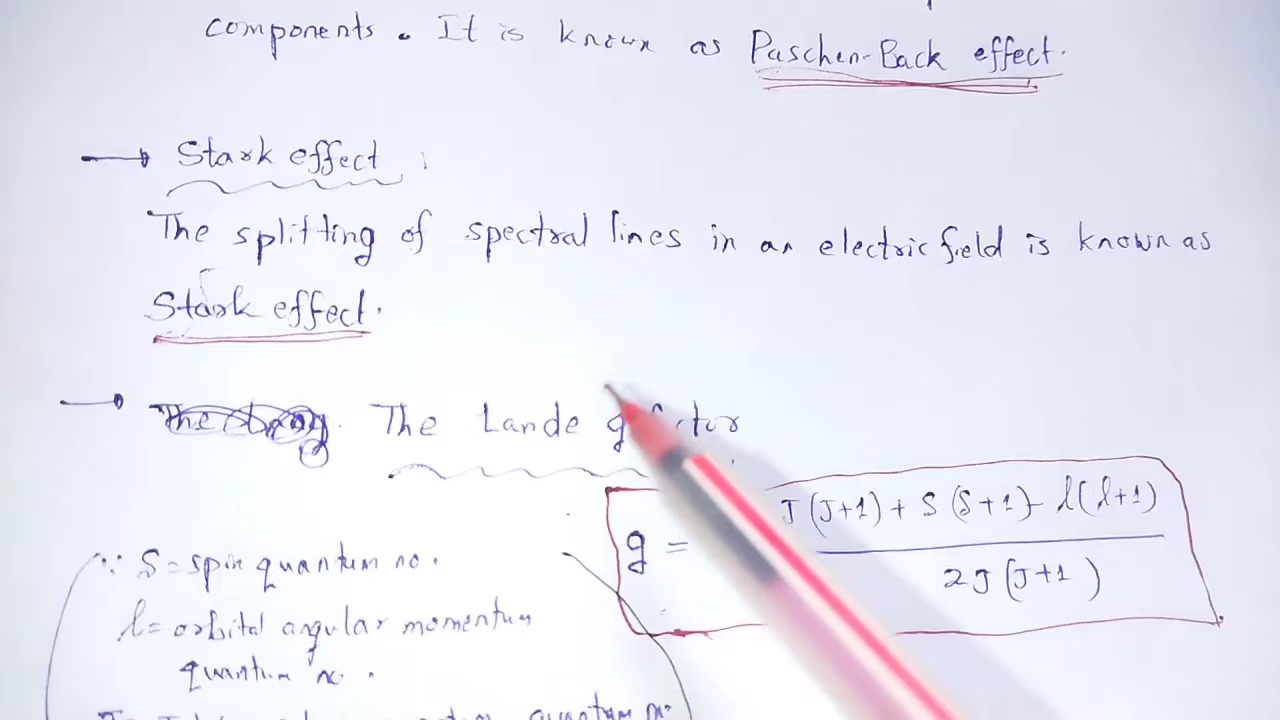 components. It is known as Paschen-Back effect.
→ Stark effect :
The splitting of spectral lines in an electric field is known as
Stark effect.
→ The Lande g
g = J(J+1) + S(S+1) - l(l+1)
2J(J+1)
∵ S = spin quantum no.
l = orbital angular momentum
quantum no.
quantum no.